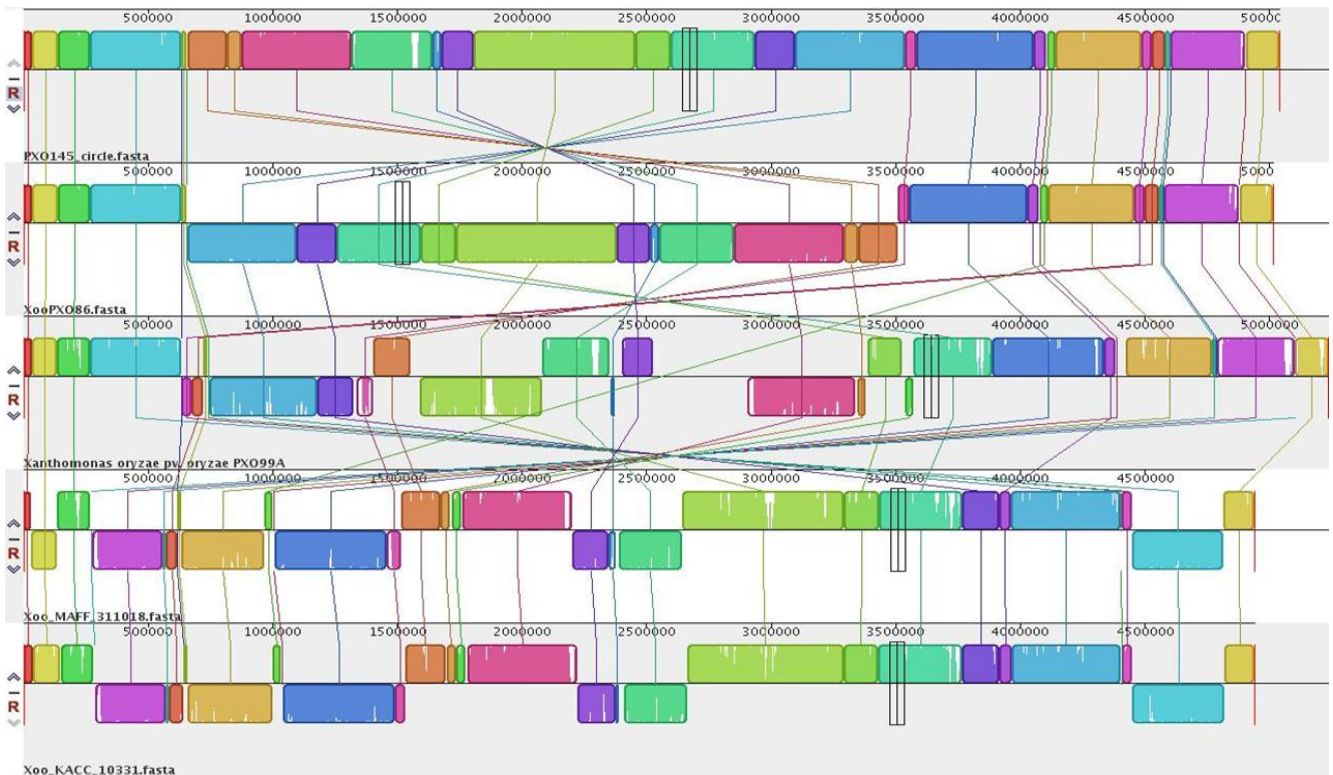 500000 1000000 1500000 2000000 2500000 3000000 3500000 4000000 4500000 5000
R
PXO145_circle.fasta
500000 1000000 1500000 2000000 2500000 3000000 3500000 4000000 4500000 5000
R
XooPXO86.fasta
500000 1000000 1500000 2000000 2500000 3000000 3500000 4000000 4500000 5000000
R
Xanthomonas oryzae pv. oryzae PXO99A
500000 1000000 1500000 2000000 2500000 3000000 3500000 4000000 4500000
R
Xoo_MAFF_311018.fasta
500000 1000000 1500000 2000000 2500000 3000000 3500000 4000000 4500000
R
Xoo_KACC_10331.fasta